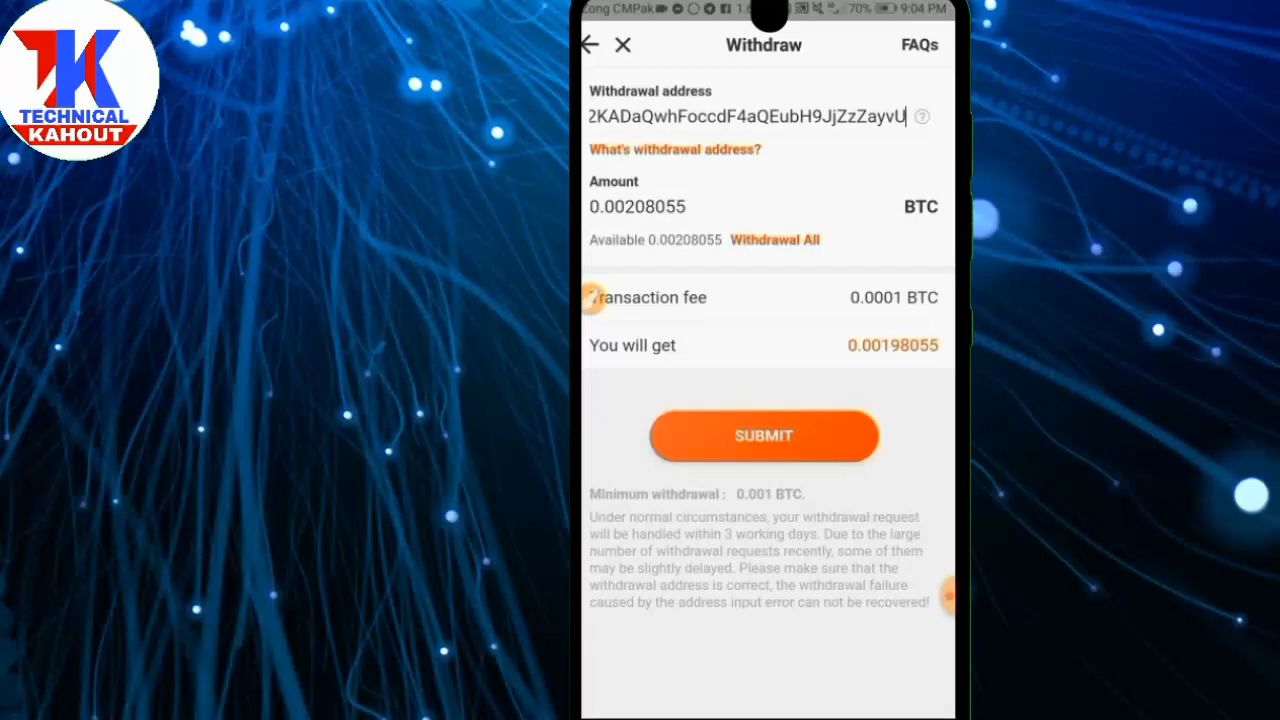 TECHNICAL
KAHOUT
Zong CMPak 70% 9:04 PM
Withdraw FAQs
Withdrawal address
2KADaQwhFoccdF4aQEubH9JjZzZayvU
What's withdrawal address?
Amount
0.00208055 BTC
Available 0.00208055 Withdrawal All
Transaction fee 0.0001 BTC
You will get 0.00198055
SUBMIT
Minimum withdrawal : 0.001 BTC.
Under normal circumstances, your withdrawal request
will be handled within 3 working days. Due to the large
number of withdrawal requests recently, some of them
may be slightly delayed. Please make sure that the
withdrawal address is correct, the withdrawal failure
caused by the address input error can not be recovered!